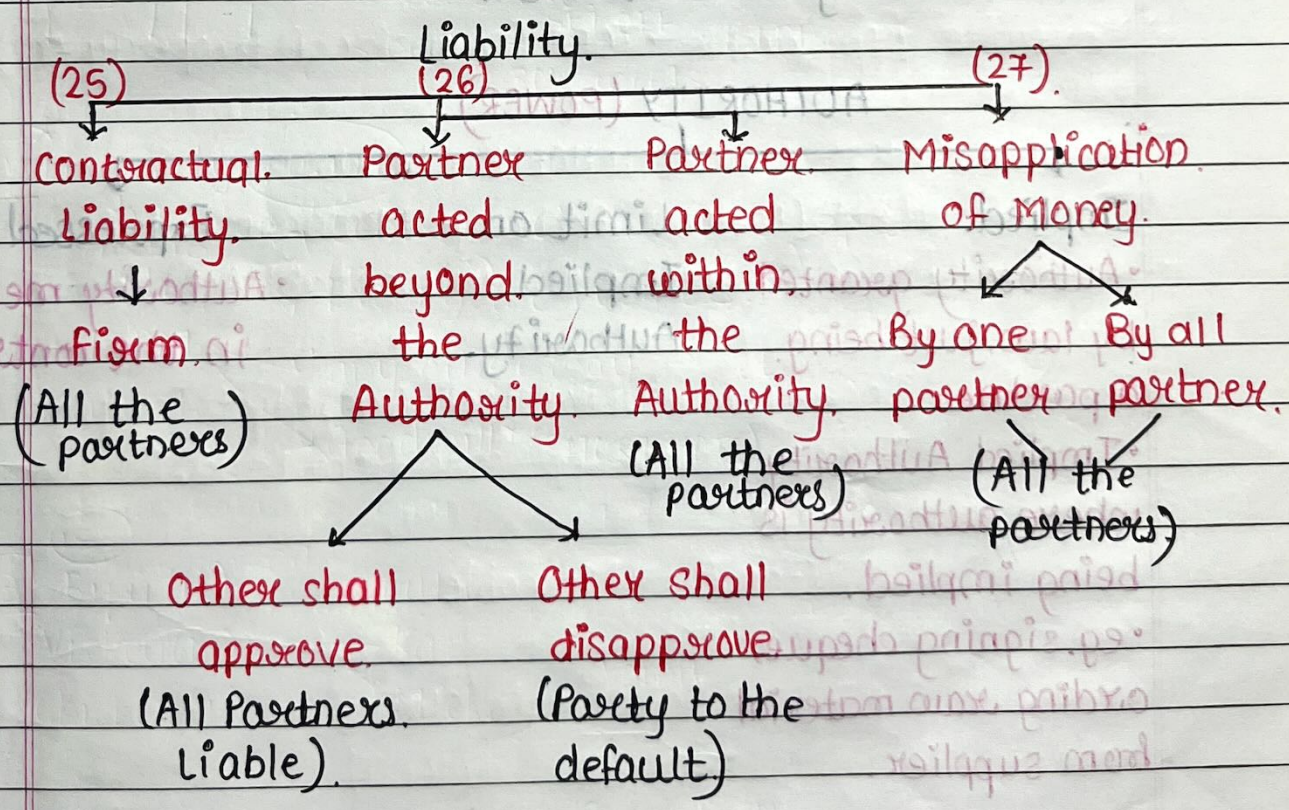 Liability.
(25)
(26)
(27).
Contractual.
Liability.
firm.
(All the
partners)
Partner
acted
beyond.
the
Authority.
Other shall
approve.
(All Partners.
Liable).
Other shall
disapprove.
(Party to the
default)
Partner.
acted
within.
the
Authority.
(All the
partners)
Misapplication.
of Money.
By one
partner
By all
partner.
(All the
partners)